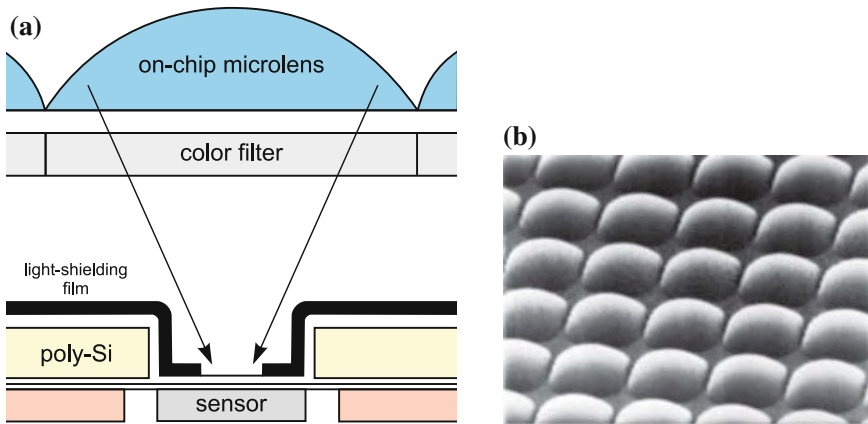 (a)
on-chip microlens
color filter
(b)
light-shielding
film
poly-Si
sensor